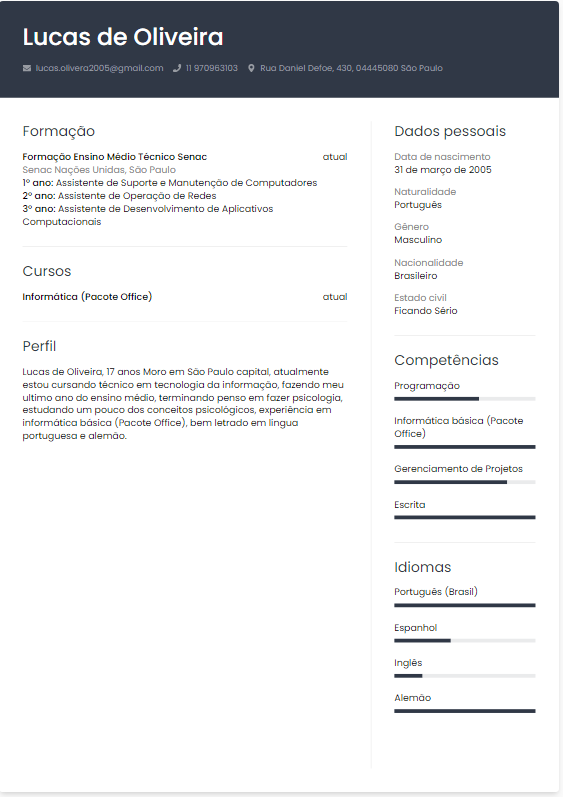 Lucas de Oliveira
lucas.olivera2005@gmail.com 11 970963103 Rua Daniel Defoe, 430, 04445080 São Paulo
Formação
Formação Ensino Médio Técnico Senac atual
Senac Nações Unidas, São Paulo
1º ano: Assistente de Suporte e Manutenção de Computadores
2º ano: Assistente de Operação de Redes
3º ano: Assistente de Desenvolvimento de Aplicativos
Computacionais
Cursos
Informática (Pacote Office) atual
Perfil
Lucas de Oliveira, 17 anos Moro em São Paulo capital, atualmente
estou cursando técnico em tecnologia da informação, fazendo meu
ultimo ano do ensino médio, terminando penso em fazer psicologia,
estudando um pouco dos conceitos psicológicos, experiência em
informática básica (Pacote Office), bem letrado em língua
portuguesa e alemão.
Dados pessoais
Data de nascimento
31 de março de 2005
Naturalidade
Português
Gênero
Masculino
Nacionalidade
Brasileiro
Estado civil
Ficando Sério
Competências
Programação
Informática básica (Pacote
Office)
Gerenciamento de Projetos
Escrita
Idiomas
Português (Brasil)
Espanhol
Inglês
Alemão